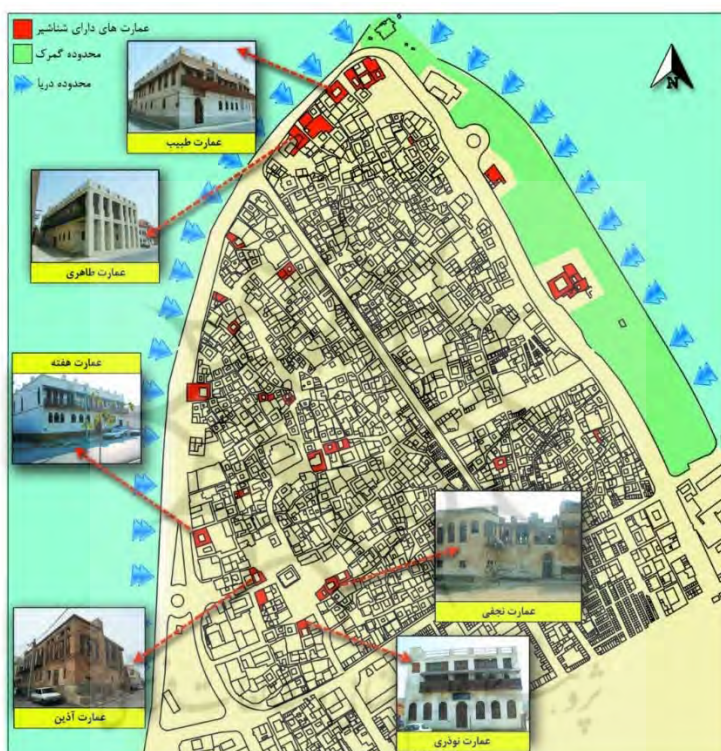 عمارت های دارای شناشیر
محدوده گمرک
محدوده دریا
N
عمارت طبیب
عمارت طاهری
عمارت هفته
عمارت نجفی
عمارت آذین
عمارت نوذری